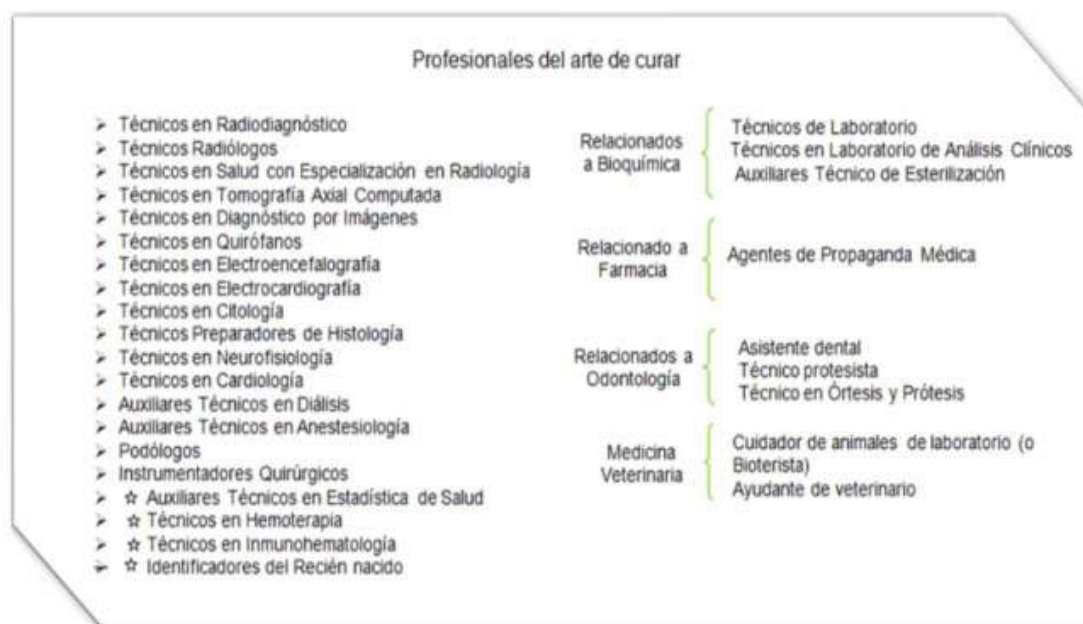 Profesionales del arte de curar
➢ Técnicos en Radiodiagnóstico
➢ Técnicos Radiólogos
➢ Técnicos en Salud con Especialización en Radiología
➢ Técnicos en Tomografía Axial Computada
➢ Técnicos en Diagnóstico por Imágenes
➢ Técnicos en Quirófanos
➢ Técnicos en Electroencefalografía
➢ Técnicos en Electrocardiografía
➢ Técnicos en Citología
➢ Técnicos Preparadores de Histología
➢ Técnicos en Neurofisiología
➢ Técnicos en Cardiología
➢ Auxiliares Técnicos en Diálisis
➢ Auxiliares Técnicos en Anestesiología
➢ Podólogos
➢ Instrumentadores Quirúrgicos
➢ ☆ Auxiliares Técnicos en Estadística de Salud
➢ ☆ Técnicos en Hemoterapia
➢ ☆ Técnicos en Inmunohematología
➢ ☆ Identificadores del Recién nacido
Relacionados
a Bioquímica
Técnicos de Laboratorio
Técnicos en Laboratorio de Análisis Clínicos
Auxiliares Técnico de Esterilización
Relacionado a
Farmacia
Agentes de Propaganda Médica
Relacionados a
Odontología
Asistente dental
Técnico protesista
Técnico en Órtesis y Prótesis
Medicina
Veterinaria
Cuidador de animales de laboratorio (o
Bioterista)
Ayudante de veterinario